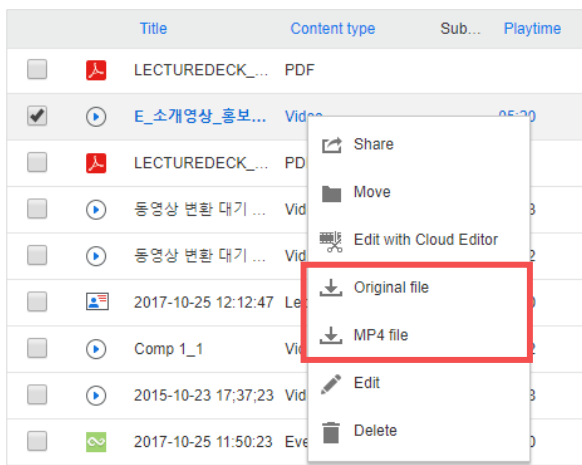 Title Content type Sub... Playtime
LECTUREDECK_... PDF
E_소개영상_홍보... 05:20
Share
LECTUREDECK_...
Move
동영상 변환 대기 ...
Edit with Cloud Editor
동영상 변환 대기 ...
Original file
2017-10-25 12:12:47
MP4 file
Comp 1_1
Edit
2015-10-23 17;37;23
Delete
2017-10-25 11:50:23